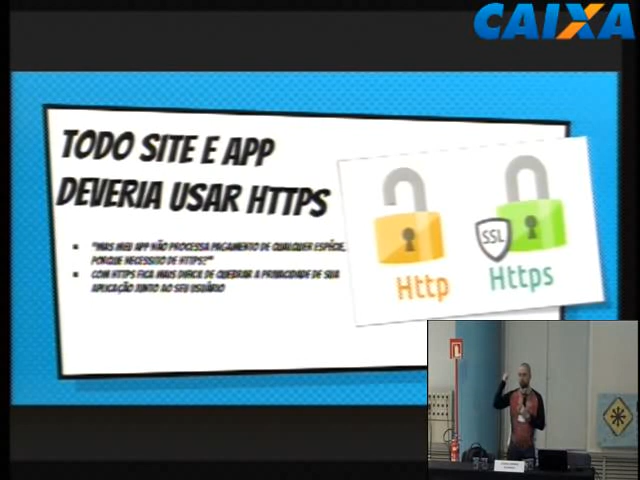 CAIXA
TODO SITE E APP
DEVERIA USAR HTTPS
"MAS MEU APP NÃO PROCESSA PAGAMENTO DE QUALQUER ESPÉCIE,
PORQUE NECESSITO DE HTTPS?"
COM HTTPS FICA MAIS DIFICIL DE QUEBRAR A PRIVACIDADE DE SUA
APLICAÇÃO JUNTO AO SEU USUÁRIO
SSL
Http
Https